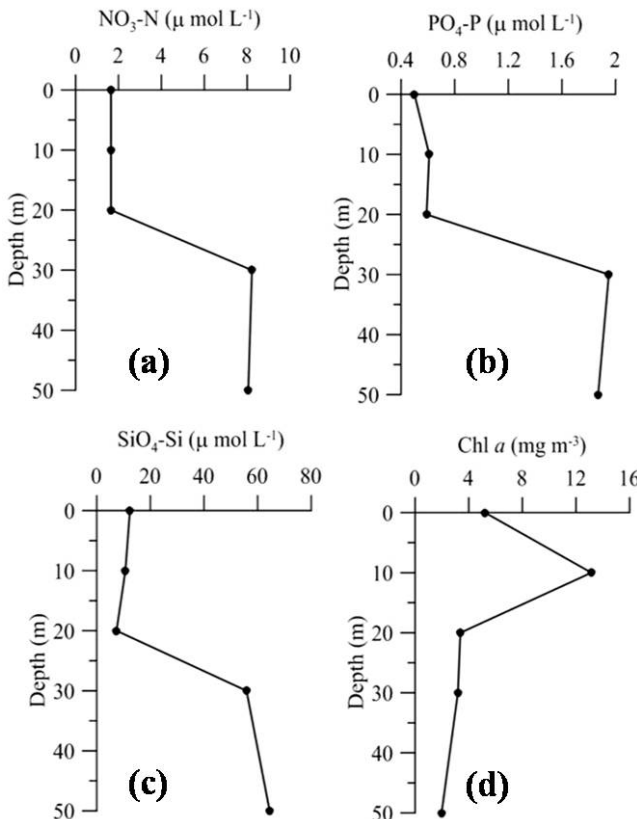 NO₃-N (μ mol L⁻¹)
0 2 4 6 8 10
0
10
20
30
40
50
Depth (m)
(a)
PO₄-P (μ mol L⁻¹)
0.4 0.8 1.2 1.6 2
0
10
20
30
40
50
Depth (m)
(b)
SiO₄-Si (μ mol L⁻¹)
0 20 40 60 80
0
10
20
30
40
50
Depth (m)
(c)
Chl a (mg m⁻³)
0 4 8 12 16
0
10
20
30
40
50
Depth (m)
(d)